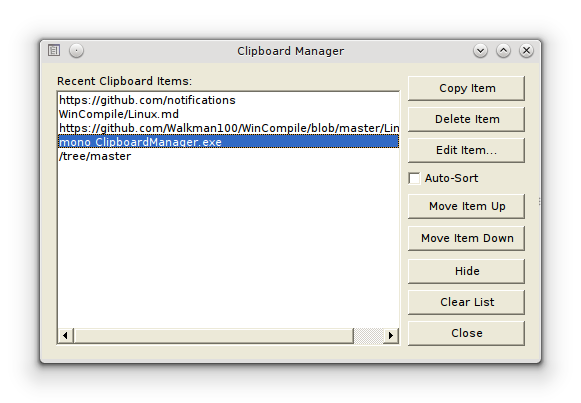 Clipboard Manager
Recent Clipboard Items:
https://github.com/notifications
WinCompile/Linux.md
https://github.com/Walkman100/WinCompile/blob/master/Lin
mono ClipboardManager.exe
/tree/master
Copy Item
Delete Item
Edit Item...
Auto-Sort
Move Item Up
Move Item Down
Hide
Clear List
Close